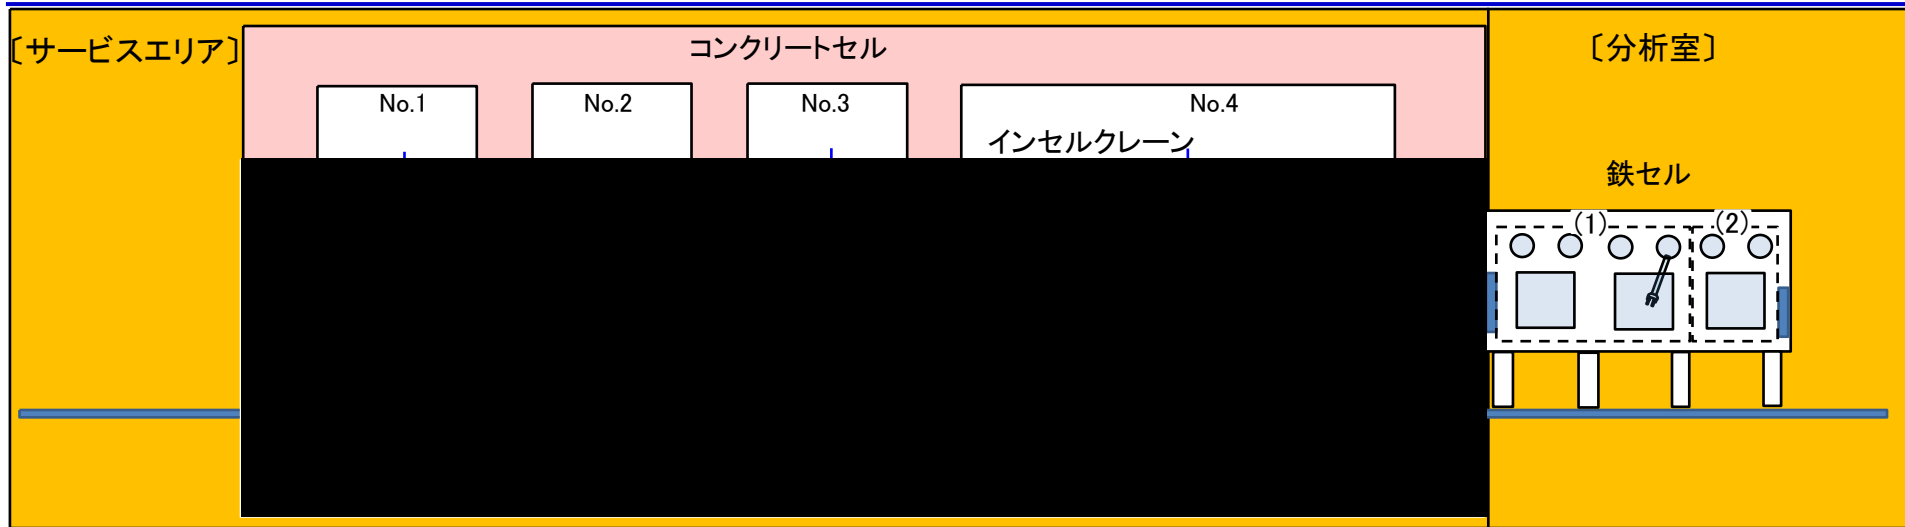 〔サービスエリア〕
コンクリートセル
〔分析室〕
No.1
No.2
No.3
No.4
インセルクレーン
鉄セル
(1)
(2)